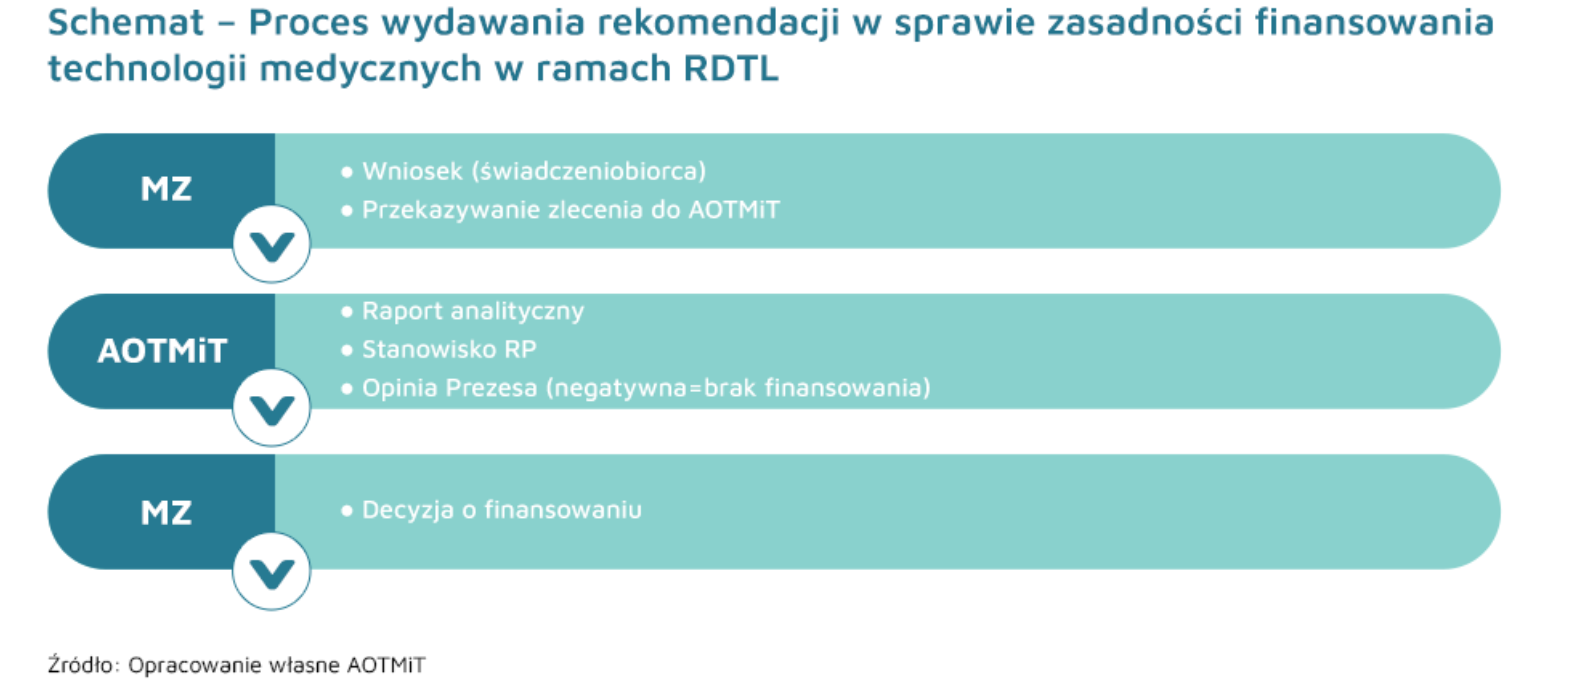 Schemat – Proces wydawania rekomendacji w sprawie zasadności finansowania
technologii medycznych w ramach RDTL
MZ
● Wniosek (świadczeniobiorca)
● Przekazywanie zlecenia do AOTMiT
AOTMiT
● Raport analityczny
● Stanowisko RP
● Opinia Prezesa (negatywna=brak finansowania)
MZ
● Decyzja o finansowaniu
Źródło: Opracowanie własne AOTMiT